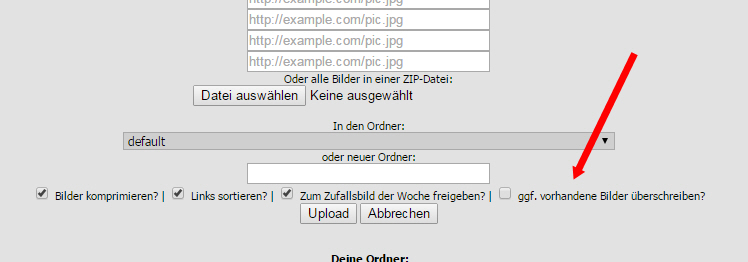 http://example.com/pic.jpg
http://example.com/pic.jpg
http://example.com/pic.jpg
http://example.com/pic.jpg
Oder alle Bilder in einer ZIP-Datei:
Datei auswählen Keine ausgewählt
In den Ordner:
default
oder neuer Ordner:
Bilder komprimieren? | Links sortieren? | Zum Zufallsbild der Woche freigeben? | ggf. vorhandene Bilder überschreiben?
Upload Abbrechen
Deine Ordner: